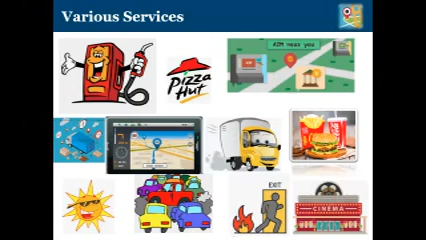 Various Services
Pizza
Hut
ATM near you
EXIT
CINEMA